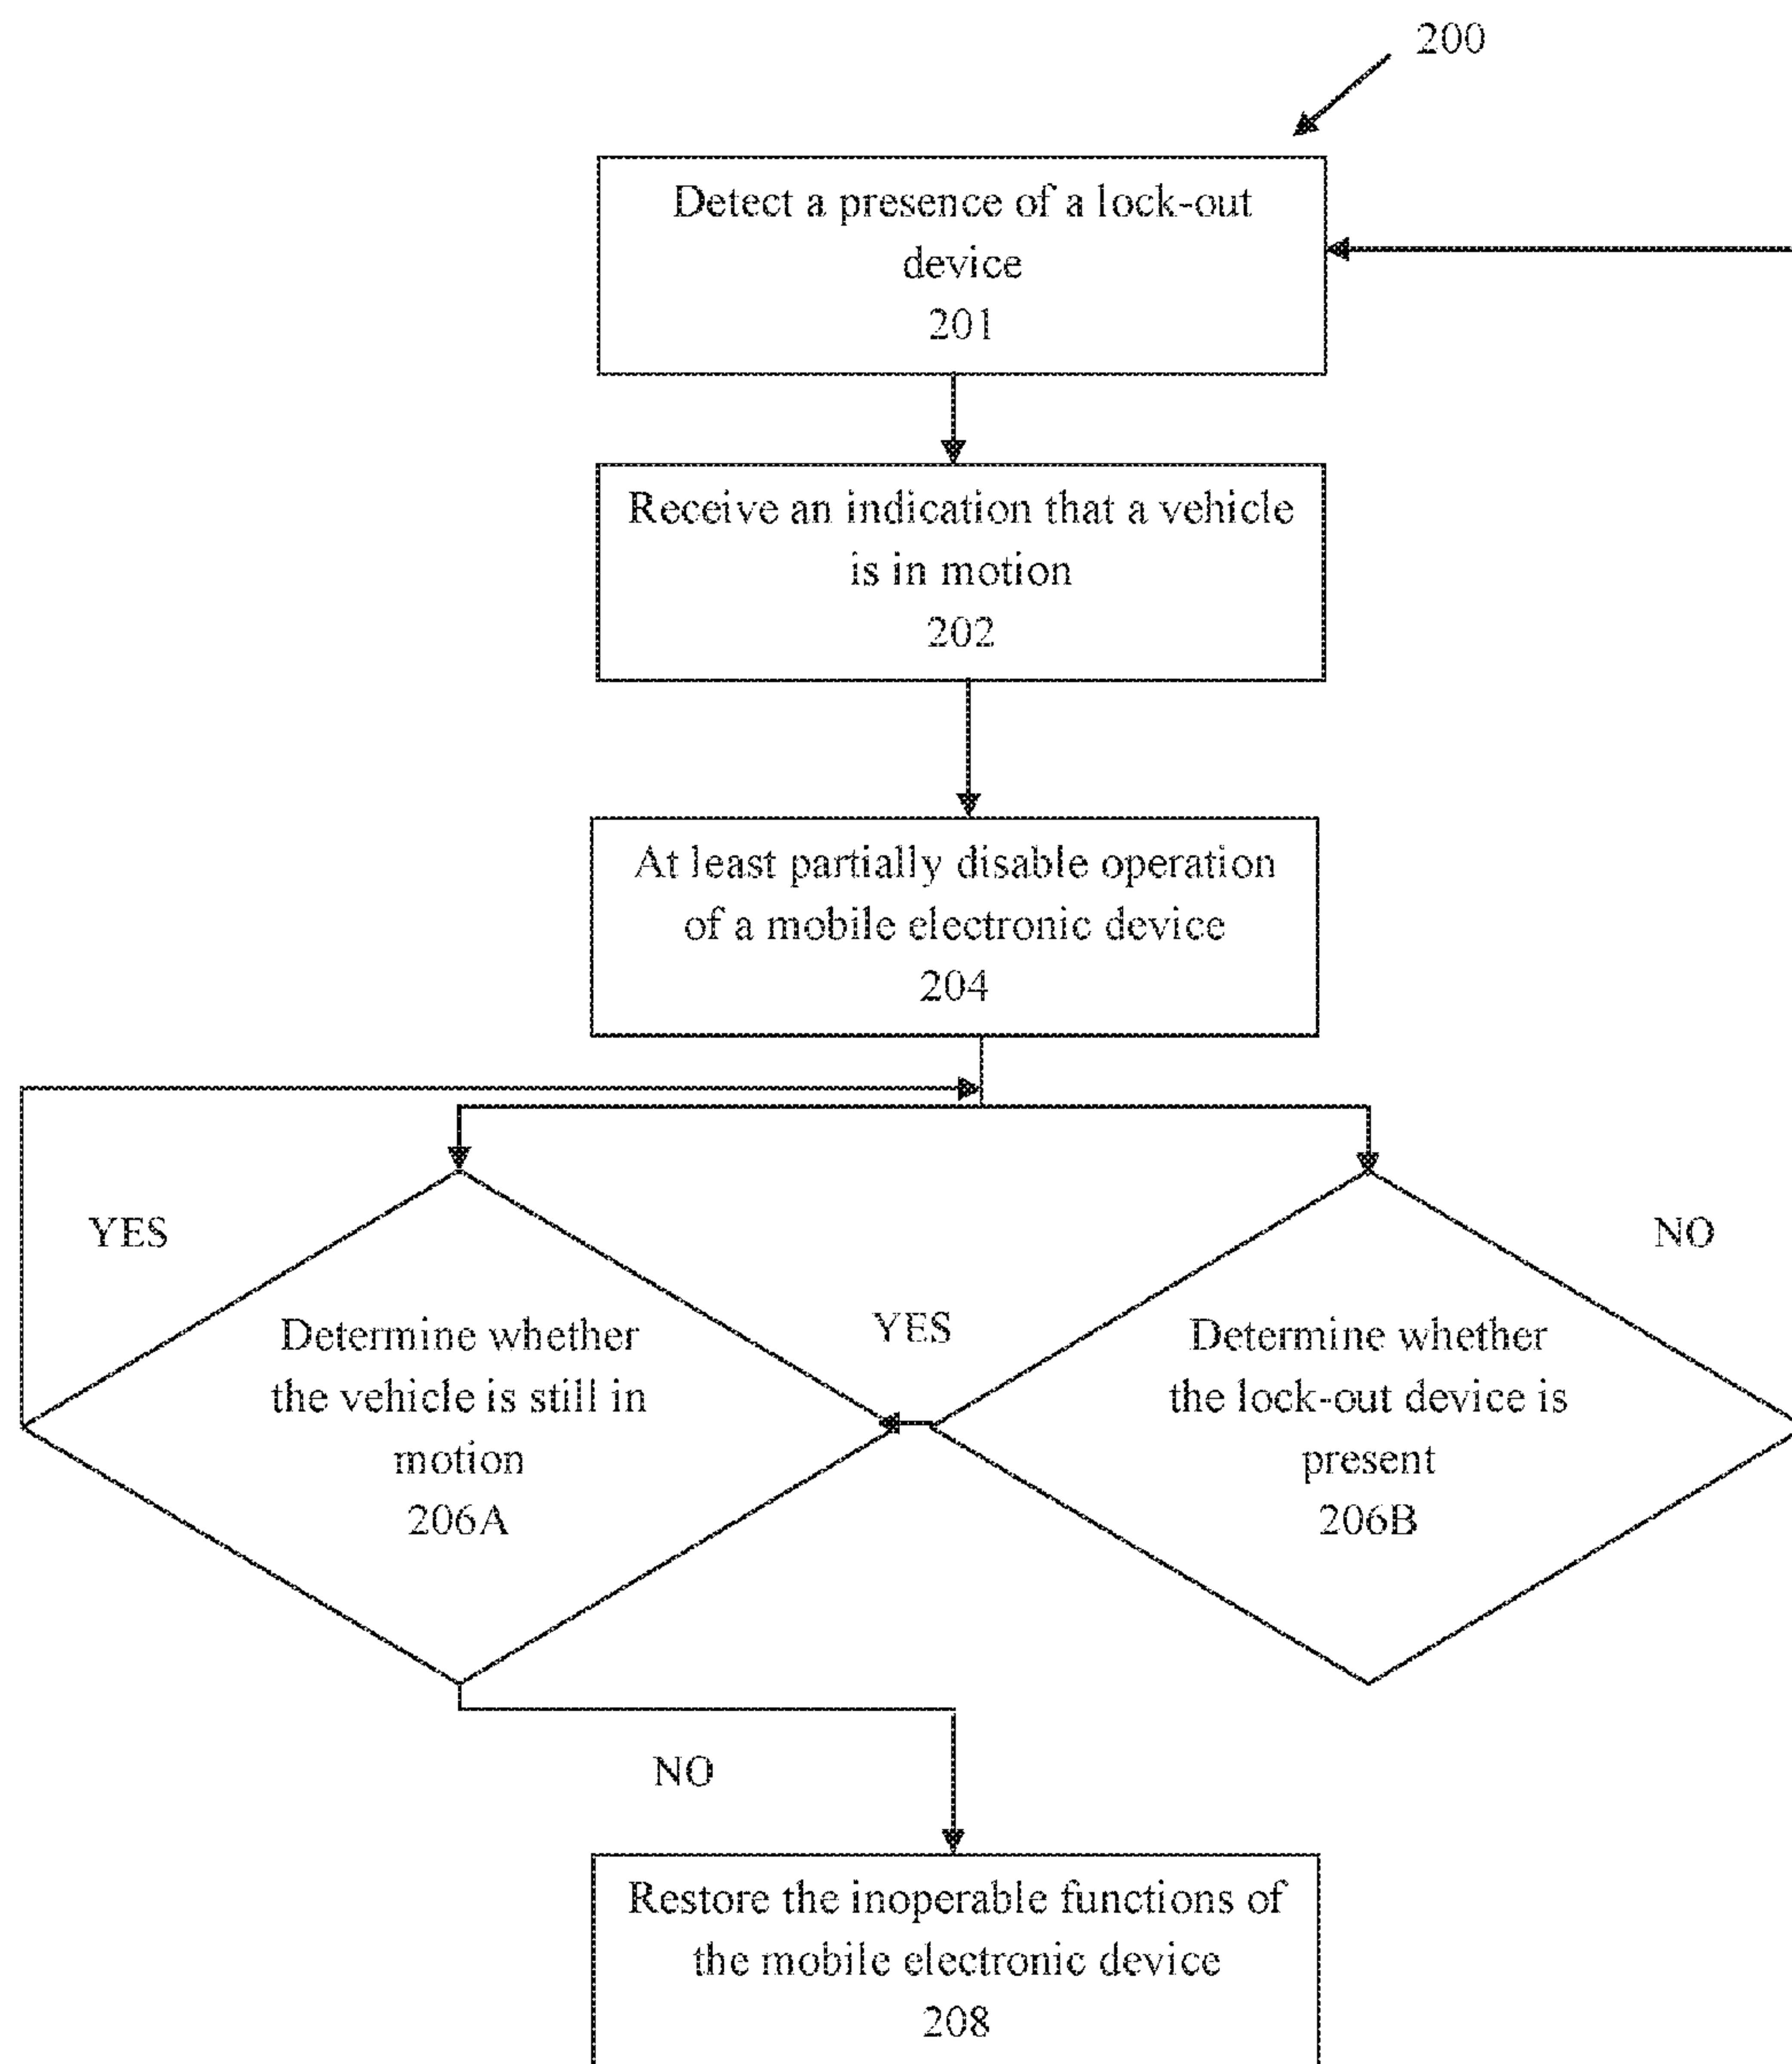 200
Detect a presence of a lock-out
device
201
Receive an indication that a vehicle
is in motion
202
At least partially disable operation
of a mobile electronic device
204
YES
NO
YES
Determine whether
the vehicle is still in
motion
206A
Determine whether
the lock-out device is
present
206B
NO
Restore the inoperable functions of
the mobile electronic device
208